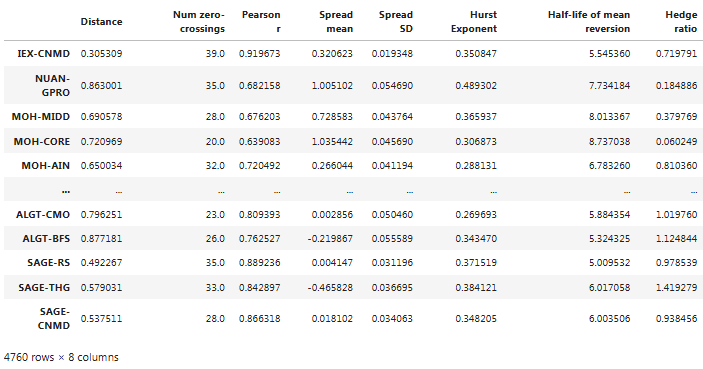 Distance Num zero-crossings Pearson r Spread mean Spread SD Hurst Exponent Half-life of mean reversion Hedge ratio
IEX-CNMD 0.305309 39.0 0.919673 0.320623 0.019348 0.350847 5.545360 0.719791
NUAN-GPRO 0.863001 35.0 0.682158 1.005102 0.054690 0.489302 7.734184 0.184886
MOH-MIDD 0.690578 28.0 0.676203 0.728583 0.043764 0.365937 8.013367 0.379769
MOH-CORE 0.720969 20.0 0.639083 1.035442 0.045690 0.306873 8.737038 0.060249
MOH-AIN 0.650034 32.0 0.720492 0.266044 0.041194 0.288131 6.783260 0.810360
... ... ... ... ... ... ... ... ...
ALGT-CMO 0.796251 23.0 0.809393 0.002856 0.050460 0.269693 5.884354 1.019760
ALGT-BFS 0.877181 26.0 0.762527 -0.219867 0.055589 0.343470 5.324325 1.124844
SAGE-RS 0.492267 35.0 0.889236 0.004147 0.031196 0.371519 5.009532 0.978539
SAGE-THG 0.579031 33.0 0.842897 -0.465828 0.036695 0.384121 6.017058 1.419279
SAGE-CNMD 0.537511 28.0 0.866318 0.018102 0.034063 0.348205 6.003506 0.938456
4760 rows × 8 columns